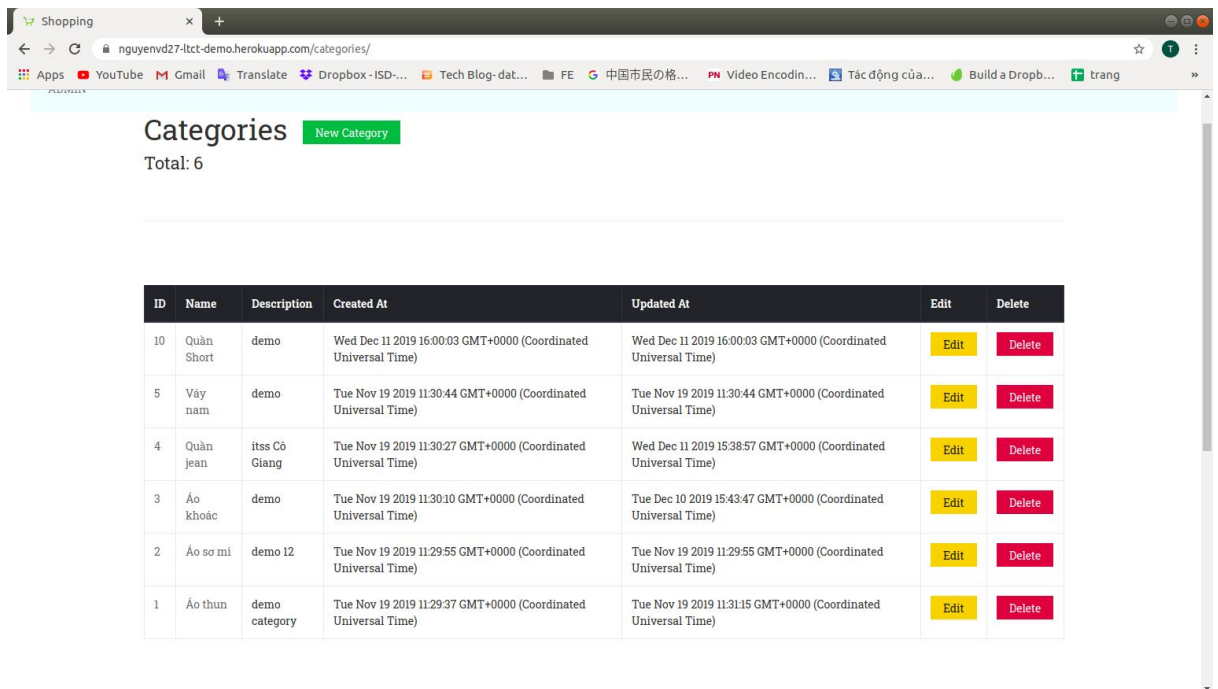 Shopping
nguyenvd27-ltct-demo.herokuapp.com/categories/
T
Apps YouTube Gmail Translate Dropbox - ISD-... Tech Blog- dat... FE 中国市民の格... PN Video Encodin... Tác động của... Build a Dropb... trang »
ADMIN
Categories New Category
Total: 6
ID Name Description Created At Updated At Edit Delete
10 Quần demo Wed Dec 11 2019 16:00:03 GMT+0000 (Coordinated Wed Dec 11 2019 16:00:03 GMT+0000 (Coordinated Edit Delete
Short Universal Time) Universal Time)
5 Váy demo Tue Nov 19 2019 11:30:44 GMT+0000 (Coordinated Tue Nov 19 2019 11:30:44 GMT+0000 (Coordinated Edit Delete
nam Universal Time) Universal Time)
4 Quần itss Cô Tue Nov 19 2019 11:30:27 GMT+0000 (Coordinated Wed Dec 11 2019 15:38:57 GMT+0000 (Coordinated Edit Delete
jean Giang Universal Time) Universal Time)
3 Áo demo Tue Nov 19 2019 11:30:10 GMT+0000 (Coordinated Tue Dec 10 2019 15:43:47 GMT+0000 (Coordinated Edit Delete
khoác Universal Time) Universal Time)
2 Áo sơ mi demo 12 Tue Nov 19 2019 11:29:55 GMT+0000 (Coordinated Tue Nov 19 2019 11:29:55 GMT+0000 (Coordinated Edit Delete
Universal Time) Universal Time)
1 Áo thun demo Tue Nov 19 2019 11:29:37 GMT+0000 (Coordinated Tue Nov 19 2019 11:31:15 GMT+0000 (Coordinated Edit Delete
category Universal Time) Universal Time)